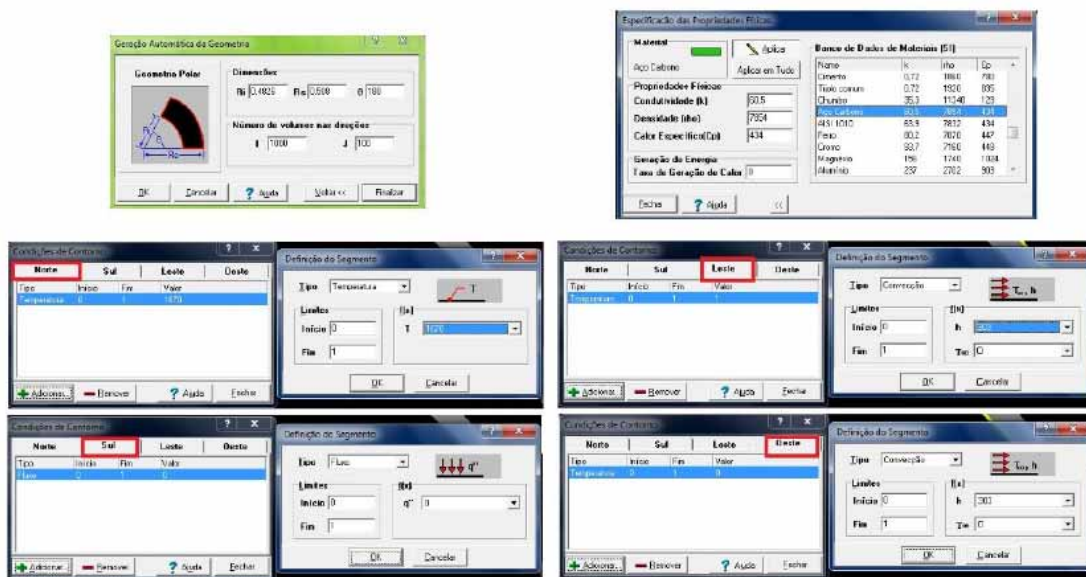 Geração Automática da Geometria
Geometria Polar
Dimensões
Ri 0.4826 Re 0.508 θ 180
Número de volumes nas direções
I 1000 J 100
OK Cancelar Ajuda Voltar << Finalizar
Especificação das Propriedades Físicas
Material
Aço Carbono
Aplica
Aplicar em Tudo
Propriedades Físicas
Condutividade (k) 60,5
Densidade (rho) 7854
Calor Específico(Cp) 434
Geração de Energia
Taxa de Geração de Calor 0
Fechar Ajuda <<
Banco de Dados de Materiais [SI]
Nome k rho Cp
Cimento 0,72 1860 780
Tijolo comum 0,72 1920 835
Chumbo 35,3 11340 129
Aço Carbono 60,5 7854 434
AISI 1010 63,9 7832 434
Ferro 80,2 7870 447
Cromo 93,7 7160 449
Magnésio 156 1740 1024
Alumínio 237 2702 903
Condições de Contorno
Norte Sul Leste Oeste
Tipo Início Fim Valor
Temperatura 0 1 1670
Adicionar... Remover Ajuda Fechar
Definição do Segmento
Tipo Temperatura
T
Limites
Início 0
Fim 1
f(x)
T 1670
OK Cancelar
Condições de Contorno
Norte Sul Leste Oeste
Tipo Início Fim Valor
Temperatura 0 1 1
Adicionar... Remover Ajuda Fechar
Definição do Segmento
Tipo Convecção
T∞, h
Limites
Início 0
Fim 1
f(x)
h 300
T∞ 0
OK Cancelar
Condições de Contorno
Norte Sul Leste Oeste
Tipo Início Fim Valor
Fluxo 0 1 0
Adicionar... Remover Ajuda Fechar
Definição do Segmento
Tipo Fluxo
q"
Limites
Início 0
Fim 1
f(x)
q" 0
OK Cancelar
Condições de Contorno
Norte Sul Leste Oeste
Tipo Início Fim Valor
Temperatura 0 1 0
Adicionar... Remover Ajuda Fechar
Definição do Segmento
Tipo Convecção
T∞, h
Limites
Início 0
Fim 1
f(x)
h 300
T∞ 0
OK Cancelar